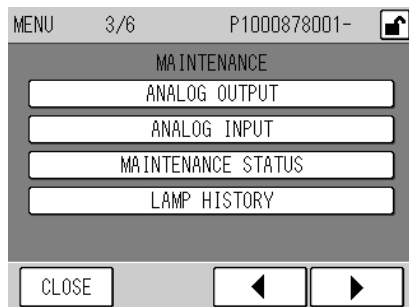 MENU 3/6 P1000878001-
MAINTENANCE
ANALOG OUTPUT
ANALOG INPUT
MAINTENANCE STATUS
LAMP HISTORY
CLOSE